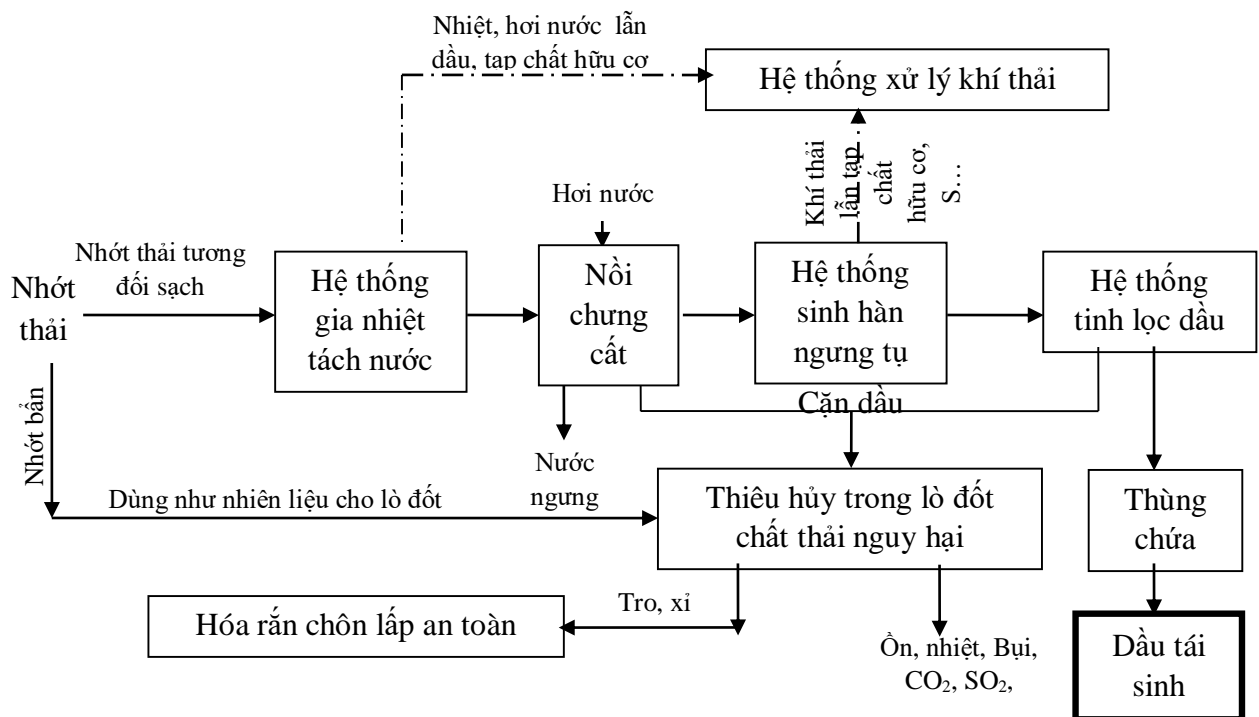 Nhiệt, hơi nước lẫn
dầu, tạp chất hữu cơ
Hệ thống xử lý khí thải
Khí thải
lẫn tạp
chất
hữu cơ,
S…
Hơi nước
Nhớt thải tương
đối sạch
Nhớt
thải
Hệ thống
gia nhiệt
tách nước
Nồi
chưng
cất
Hệ thống
sinh hàn
ngưng tụ
Hệ thống
tinh lọc dầu
Cặn dầu
Nhớt bẩn
Nước
ngưng
Dùng như nhiên liệu cho lò đốt
Thiêu hủy trong lò đốt
chất thải nguy hại
Thùng
chứa
Tro, xỉ
Hóa rắn chôn lấp an toàn
Ồn, nhiệt, Bụi,
CO₂, SO₂,
Dầu tái
sinh